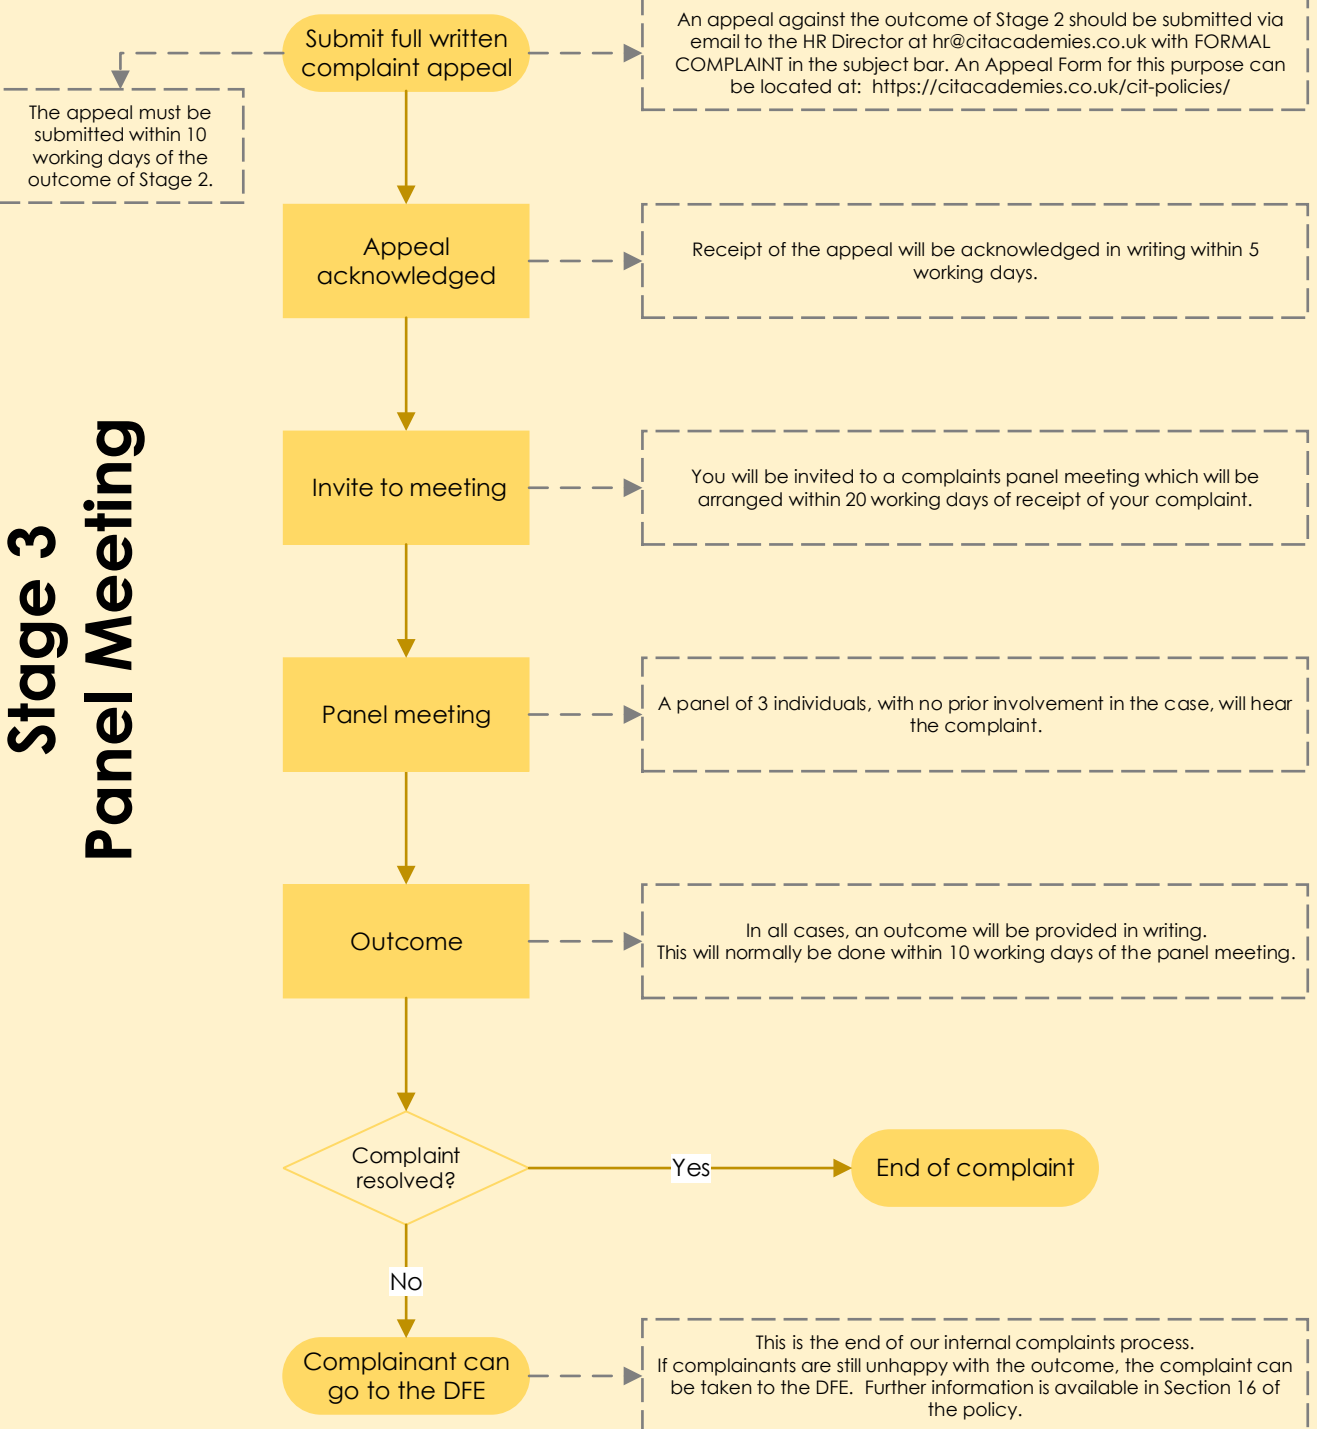 Submit full written
complaint appeal
An appeal against the outcome of Stage 2 should be submitted via
email to the HR Director at hr@citacademies.co.uk with FORMAL
COMPLAINT in the subject bar. An Appeal Form for this purpose can
be located at:  https://citacademies.co.uk/cit-policies/
The appeal must be
submitted within 10
working days of the
outcome of Stage 2.
Appeal
acknowledged
Receipt of the appeal will be acknowledged in writing within 5
working days.
Stage 3
Panel Meeting
Invite to meeting
You will be invited to a complaints panel meeting which will be
arranged within 20 working days of receipt of your complaint.
Panel meeting
A panel of 3 individuals, with no prior involvement in the case, will hear
the complaint.
Outcome
In all cases, an outcome will be provided in writing.
This will normally be done within 10 working days of the panel meeting.
Complaint
resolved?
Yes
End of complaint
No
Complainant can
go to the DFE
This is the end of our internal complaints process.
If complainants are still unhappy with the outcome, the complaint can
be taken to the DFE.  Further information is available in Section 16 of
the policy.